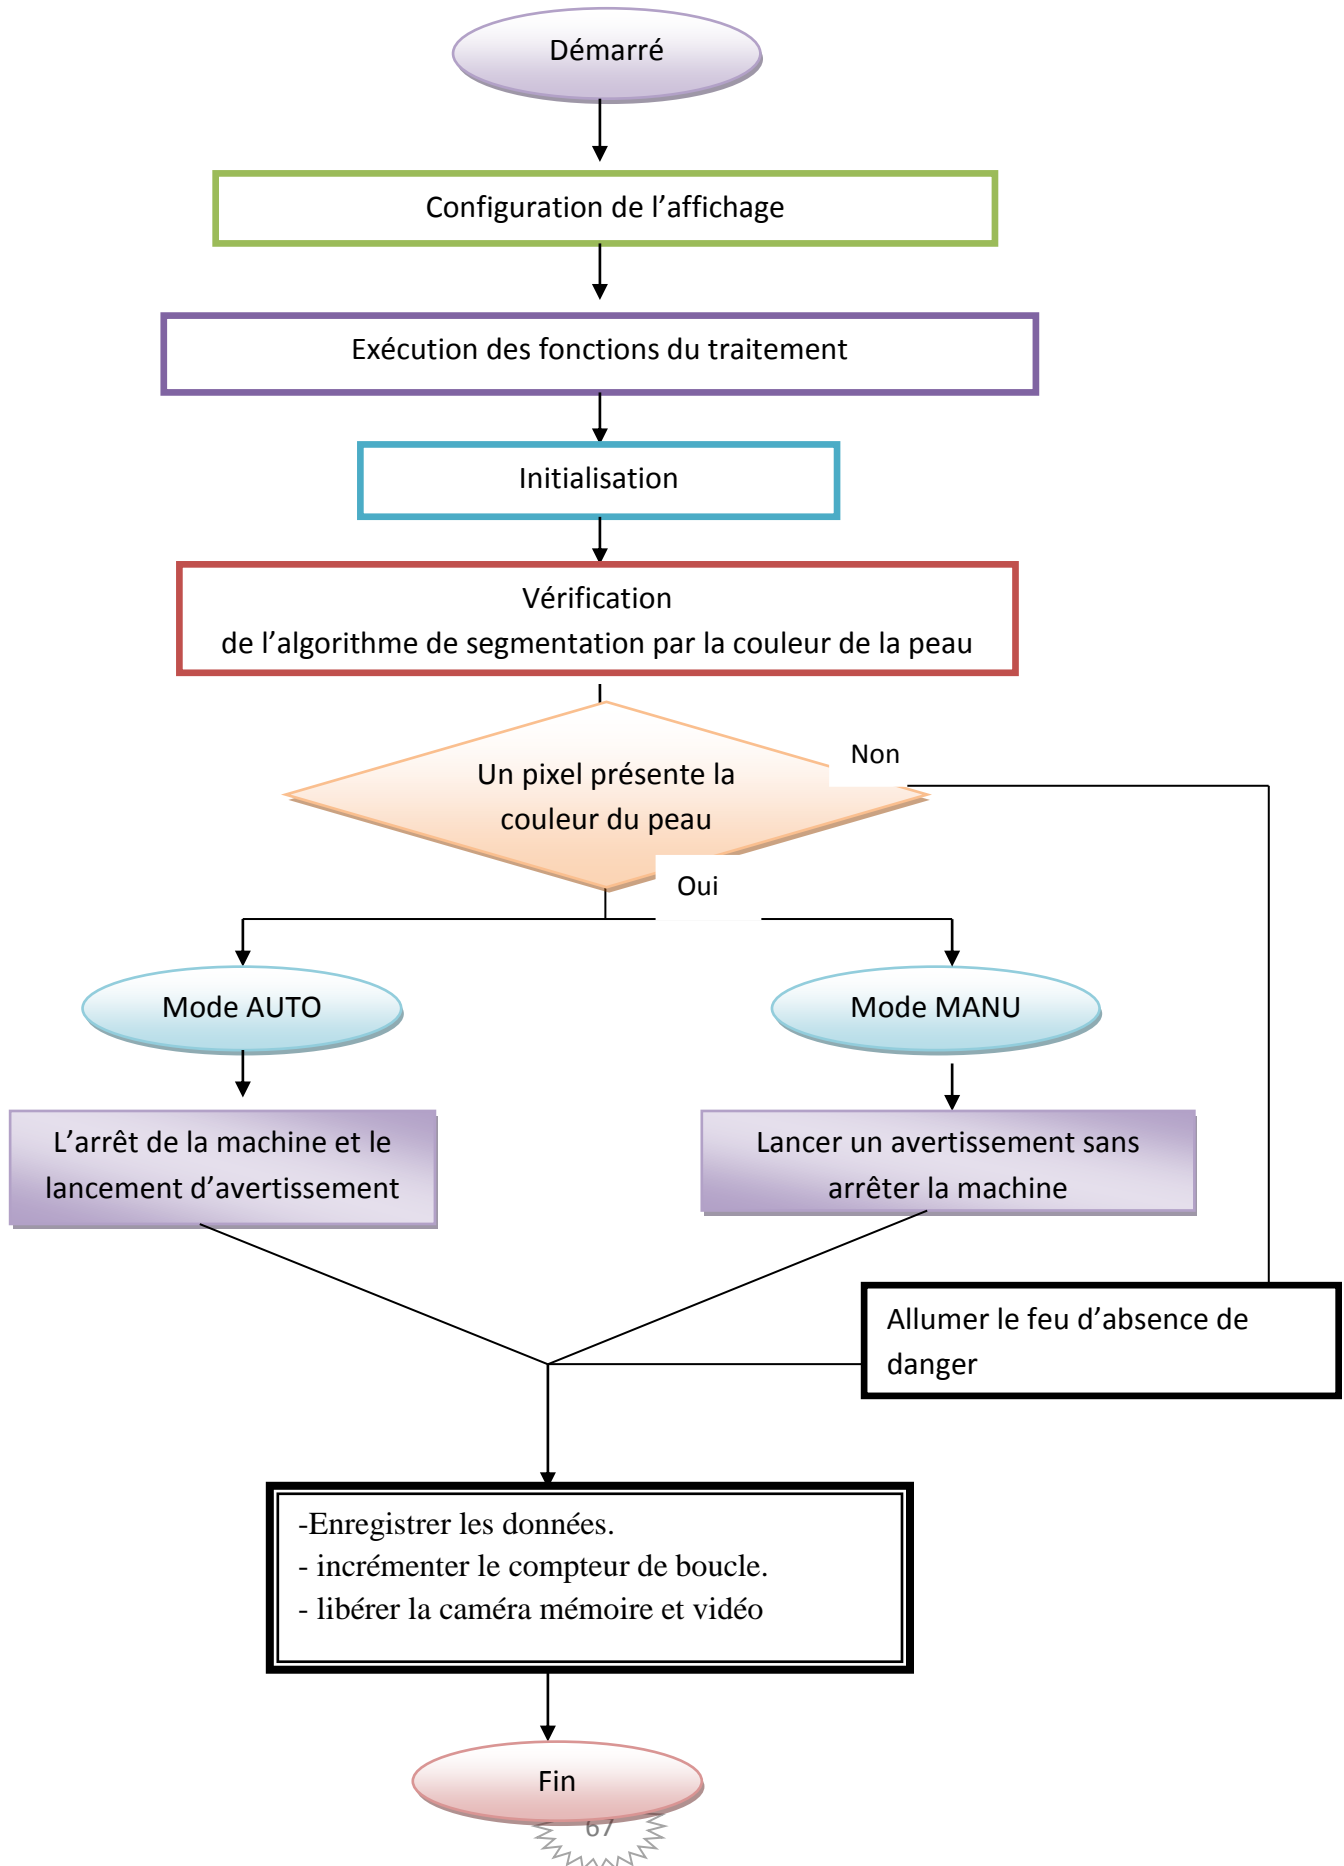 Démarré
Configuration de l’affichage
Exécution des fonctions du traitement
Initialisation
Vérification
de l’algorithme de segmentation par la couleur de la peau
Non
Un pixel présente la
couleur du peau
Oui
Mode AUTO
Mode MANU
L’arrêt de la machine et le
lancement d’avertissement
Lancer un avertissement sans
arrêter la machine
Allumer le feu d’absence de
danger
-Enregistrer les données.
- incrémenter le compteur de boucle.
- libérer la caméra mémoire et vidéo
Fin
67